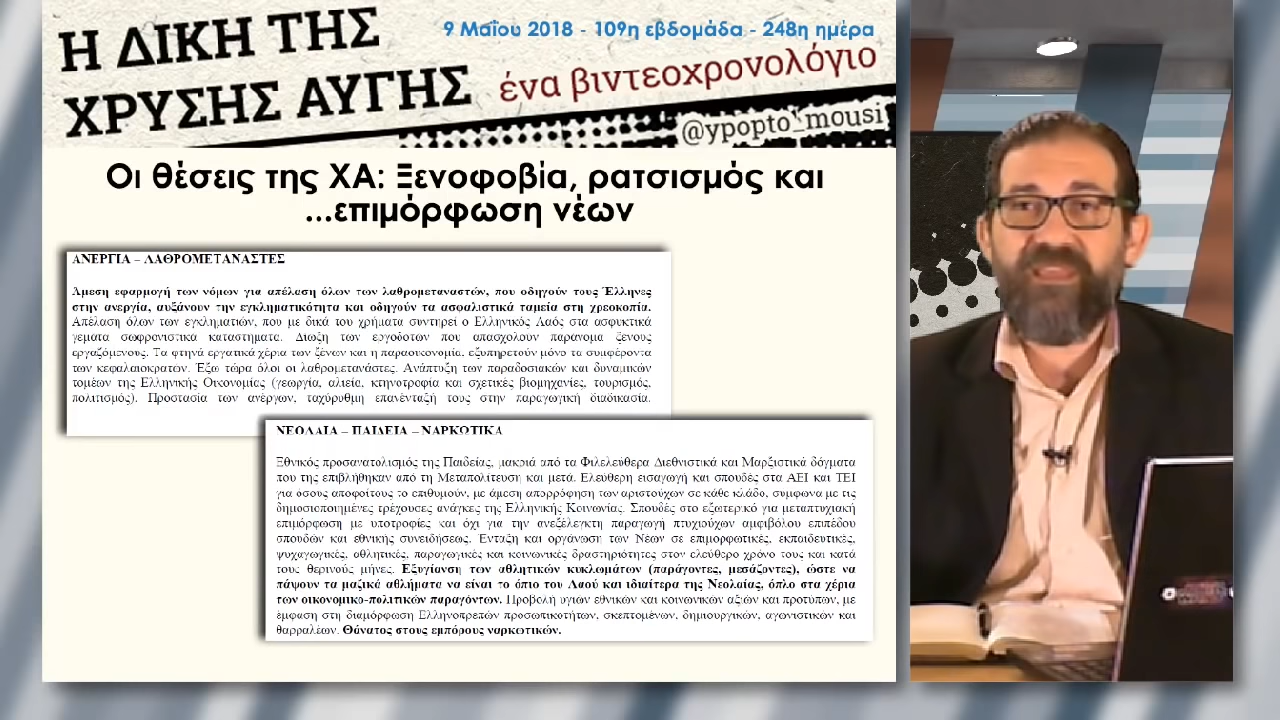 Η ΔΙΚΗ ΤΗΣ
ΧΡΥΣΗΣ ΑΥΓΗΣ
9 Μαΐου 2018 - 109η εβδομάδα - 248η ημέρα
ένα βιντεοχρονολόγιο
@ypopto_mousi
Οι θέσεις της ΧΑ: Ξενοφοβία, ρατσισμός και
...επιμόρφωση νέων
ΑΝΕΡΓΙΑ – ΛΑΘΡΟΜΕΤΑΝΑΣΤΕΣ
Άμεση εφαρμογή των νόμων για απέλαση όλων των λαθρομεταναστών, που οδηγούν τους Έλληνες
στην ανεργία, αυξάνουν την εγκληματικότητα και οδηγούν τα ασφαλιστικά ταμεία στη χρεοκοπία.
Απέλαση όλων των εγκληματιών, που με δικά του χρήματα συντηρεί ο Ελληνικός Λαός στα ασφυκτικά
γεμάτα σωφρονιστικά καταστήματα. Δίωξη των εργοδοτών που απασχολούν παράνομα ξένους
εργαζόμενους. Τα φτηνά εργατικά χέρια των ξένων και η παραοικονομία, εξυπηρετούν μόνο τα συμφέροντα
των κεφαλαιοκρατών. Έξω τώρα όλοι οι λαθρομετανάστες. Ανάπτυξη των παραδοσιακών και δυναμικών
τομέων της Ελληνικής Οικονομίας (γεωργία, αλιεία, κτηνοτροφία και σχετικές βιομηχανίες, τουρισμός,
πολιτισμός). Προστασία των ανέργων, ταχύρυθμη επανένταξή τους στην παραγωγική διαδικασία.
ΝΕΟΛΑΙΑ – ΠΑΙΔΕΙΑ – ΝΑΡΚΩΤΙΚΑ
Εθνικός προσανατολισμός της Παιδείας, μακριά από τα Φιλελεύθερα Διεθνιστικά και Μαρξιστικά δόγματα
που της επιβλήθηκαν από τη Μεταπολίτευση και μετά. Ελεύθερη εισαγωγή και σπουδές στα ΑΕΙ και ΤΕΙ
για όσους αποφοίτους το επιθυμούν, με άμεση απορρόφηση των αριστούχων σε κάθε κλάδο, σύμφωνα με τις
δημοσιοποιημένες τρέχουσες ανάγκες της Ελληνικής Κοινωνίας. Σπουδές στο εξωτερικό για μεταπτυχιακή
επιμόρφωση με υποτροφίες και όχι για την ανεξέλεγκτη παραγωγή πτυχιούχων αμφιβόλου επιπέδου
σπουδών και εθνικής συνειδήσεως. Ένταξη και οργάνωση των Νέων σε επιμορφωτικές, εκπαιδευτικές,
ψυχαγωγικές, αθλητικές, παραγωγικές και κοινωνικές δραστηριότητες στον ελεύθερο χρόνο τους και κατά
τους θερινούς μήνες. Εξυγίανση των αθλητικών κυκλωμάτων (παράγοντες, μεσάζοντες), ώστε να
πάψουν τα μαζικά αθλήματα να είναι το όπιο του Λαού και ιδιαίτερα της Νεολαίας, όπλο στα χέρια
των οικονομικο-πολιτικών παραγόντων. Προβολή υγιών εθνικών και κοινωνικών αξιών και προτύπων, με
έμφαση στη διαμόρφωση Ελληνοπρεπών προσωπικοτήτων, σκεπτομένων, δημιουργικών, αγωνιστικών και
θαρραλέων. Θάνατος στους εμπόρους ναρκωτικών.